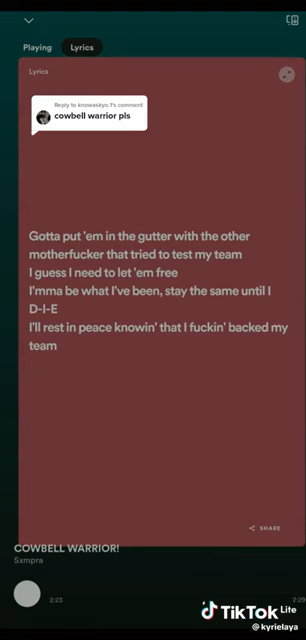 Playing
Lyrics
Lyrics
Reply to knowaskya.1's comment
cowbell warrior pls
Gotta put 'em in the gutter with the other
motherfucker that tried to test my team
I guess I need to let 'em free
I'mma be what I've been, stay the same until I
D-I-E
I'll rest in peace knowin' that I fuckin' backed my
team
SHARE
COWBELL WARRIOR!
Sxmpra
2:23
2:29
TikTok Lite
@kyrielaya